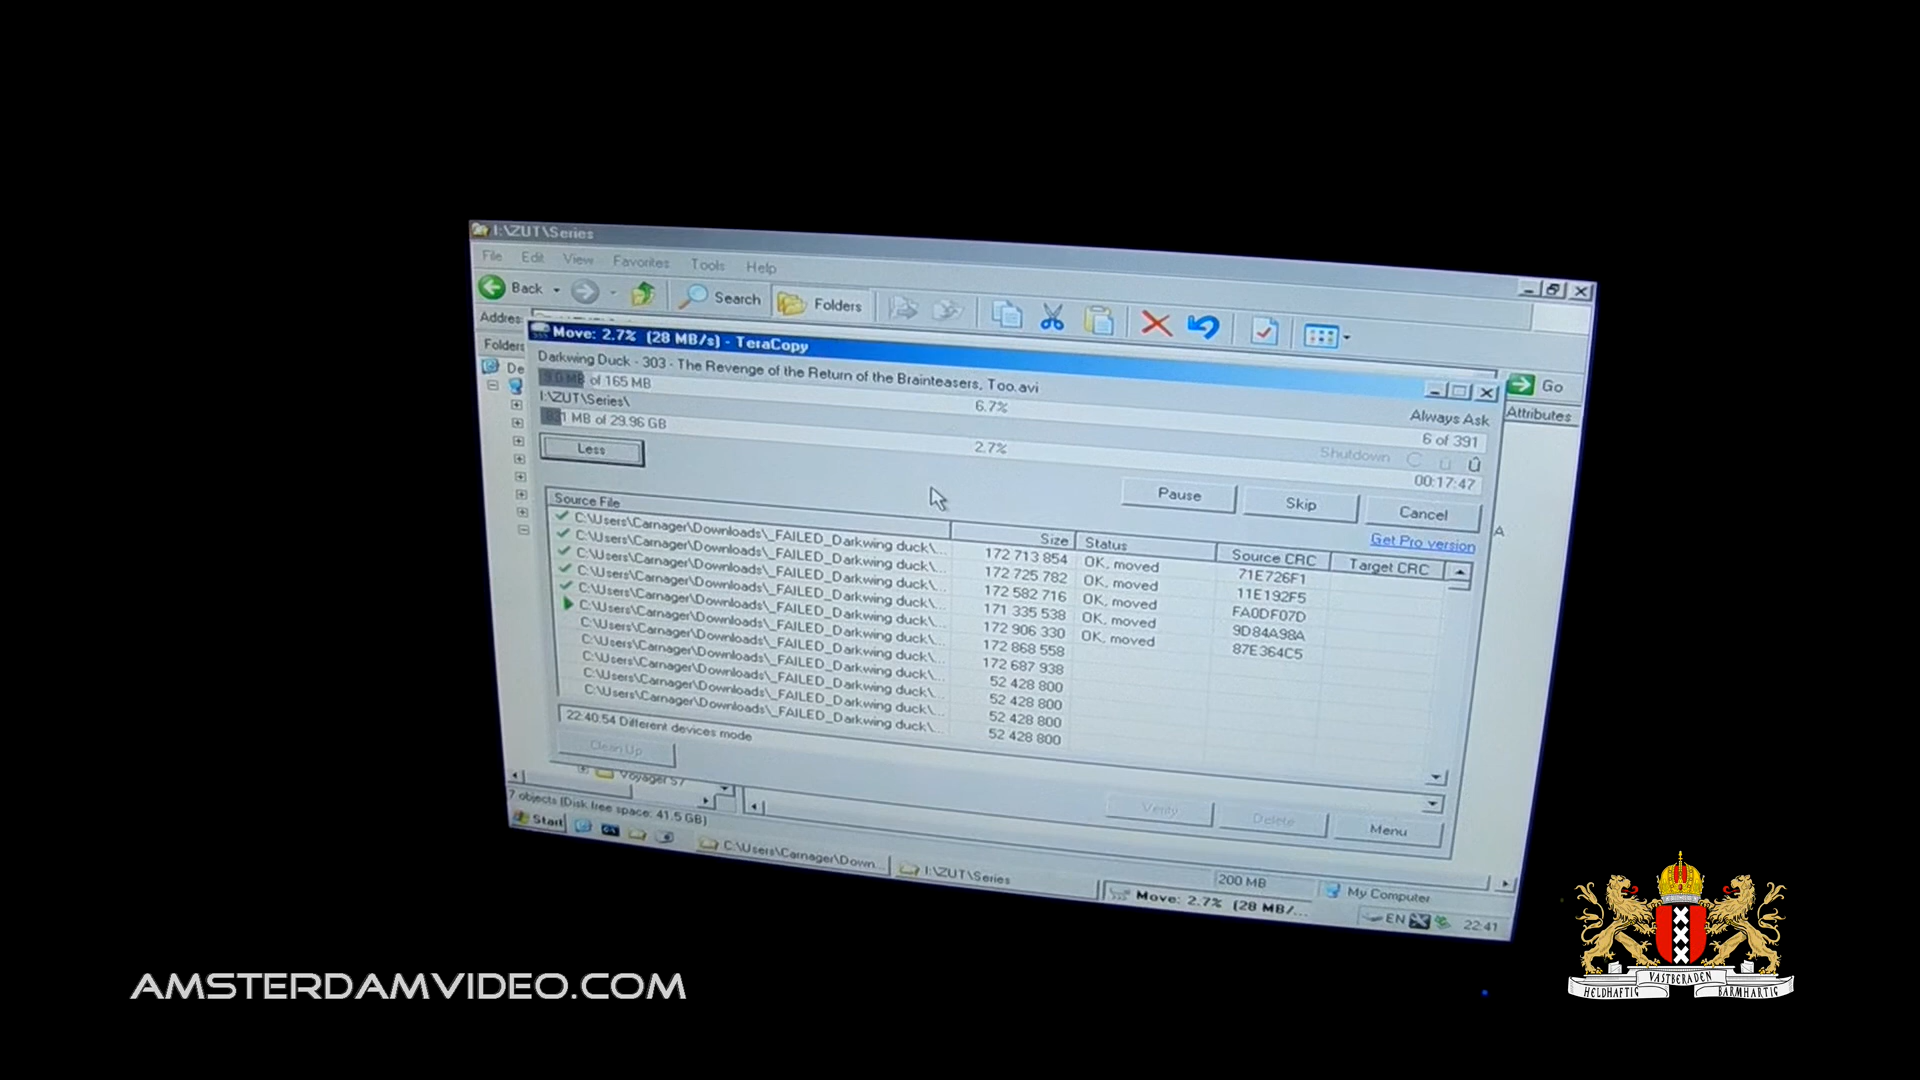 I:\ZUT\Series
File Edit View Favorites Tools Help
Back Search Folders
Addres
Go
Move: 2.7% (28 MB/s) - TeraCopy
Folders
Darkwing Duck - 303 - The Revenge of the Return of the Brainteasers, Too.avi
of 165 MB 6.7% Always Ask
Attributes
I:\ZUT\Series\ 6 of 391
MB of 29.96 GB 2.7% Shutdown
00:17:47
Less Pause Skip Cancel
Get Pro version
Source File Size Status Source CRC Target CRC
C:\Users\Carnager\Downloads\_FAILED_Darkwing duck\... 172 713 854 OK, moved 71E726F1
C:\Users\Carnager\Downloads\_FAILED_Darkwing duck\... 172 725 782 OK, moved 11E192F5
C:\Users\Carnager\Downloads\_FAILED_Darkwing duck\... 172 582 716 OK, moved FA0DF07D
C:\Users\Carnager\Downloads\_FAILED_Darkwing duck\... 171 335 538 OK, moved 9D84A98A
C:\Users\Carnager\Downloads\_FAILED_Darkwing duck\... 172 906 330 OK, moved 87E364C5
C:\Users\Carnager\Downloads\_FAILED_Darkwing duck\... 172 868 558
C:\Users\Carnager\Downloads\_FAILED_Darkwing duck\... 172 687 938
C:\Users\Carnager\Downloads\_FAILED_Darkwing duck\... 52 428 800
C:\Users\Carnager\Downloads\_FAILED_Darkwing duck\... 52 428 800
C:\Users\Carnager\Downloads\_FAILED_Darkwing duck\... 52 428 800
C:\Users\Carnager\Downloads\_FAILED_Darkwing duck\... 52 428 800
22:40:54 Different devices mode
Clean Up Verify Delete Menu
Voyager S7
7 objects (Disk free space: 41.5 GB) 200 MB My Computer
Start C:\Users\Carnager\Down... I:\ZUT\Series Move: 2.7% (28 MB/... EN 22:41
AMSTERDAMVIDEO.COM
HELDHAFTIG VASTBERADEN BARMHARTIG